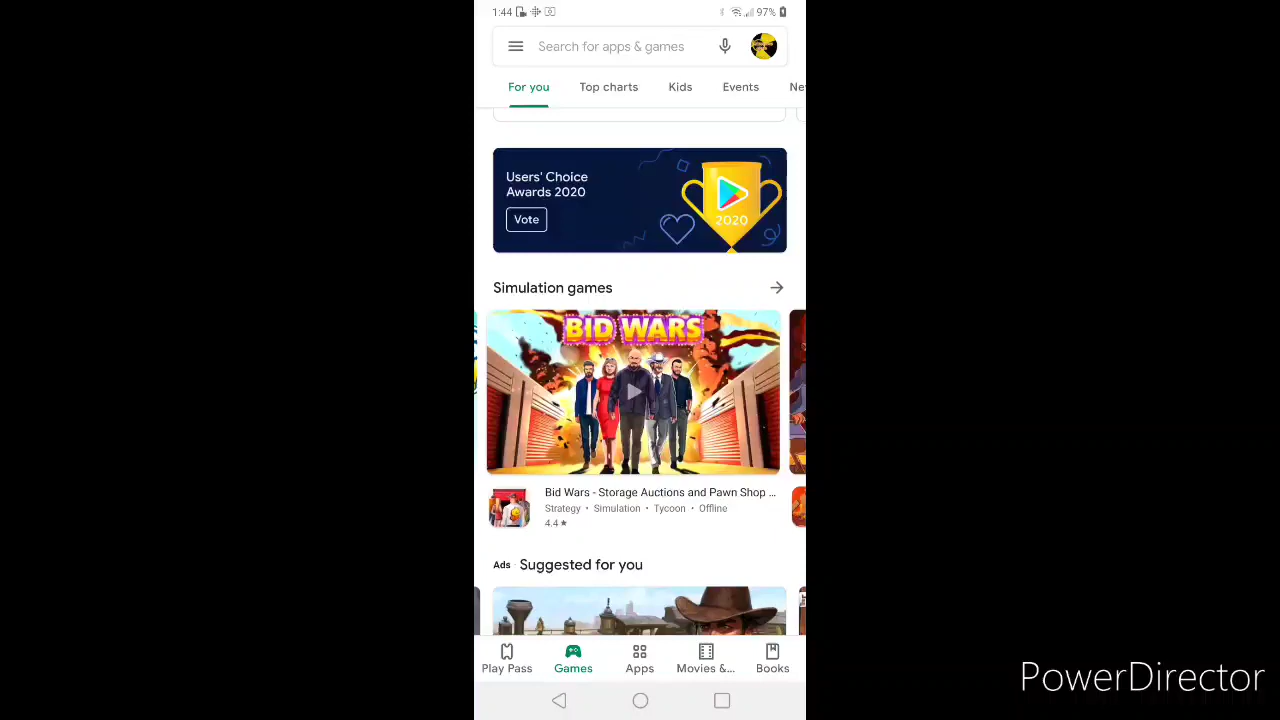 1:44 97%
Search for apps & games
For you Top charts Kids Events Ne
Users' Choice
Awards 2020
Vote
2020
Simulation games
BID WARS
Bid Wars - Storage Auctions and Pawn Shop ...
Strategy • Simulation • Tycoon • Offline
4.4 ★
Ads · Suggested for you
Play Pass Games Apps Movies &... Books
PowerDirector